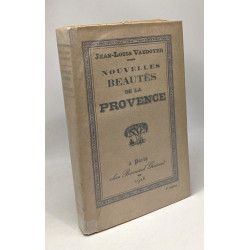 Jean-Louis Vaudoyer
NOUVELLES
BEAUTÉS
DE LA
PROVENCE
à Paris
chez Bernard Grasset